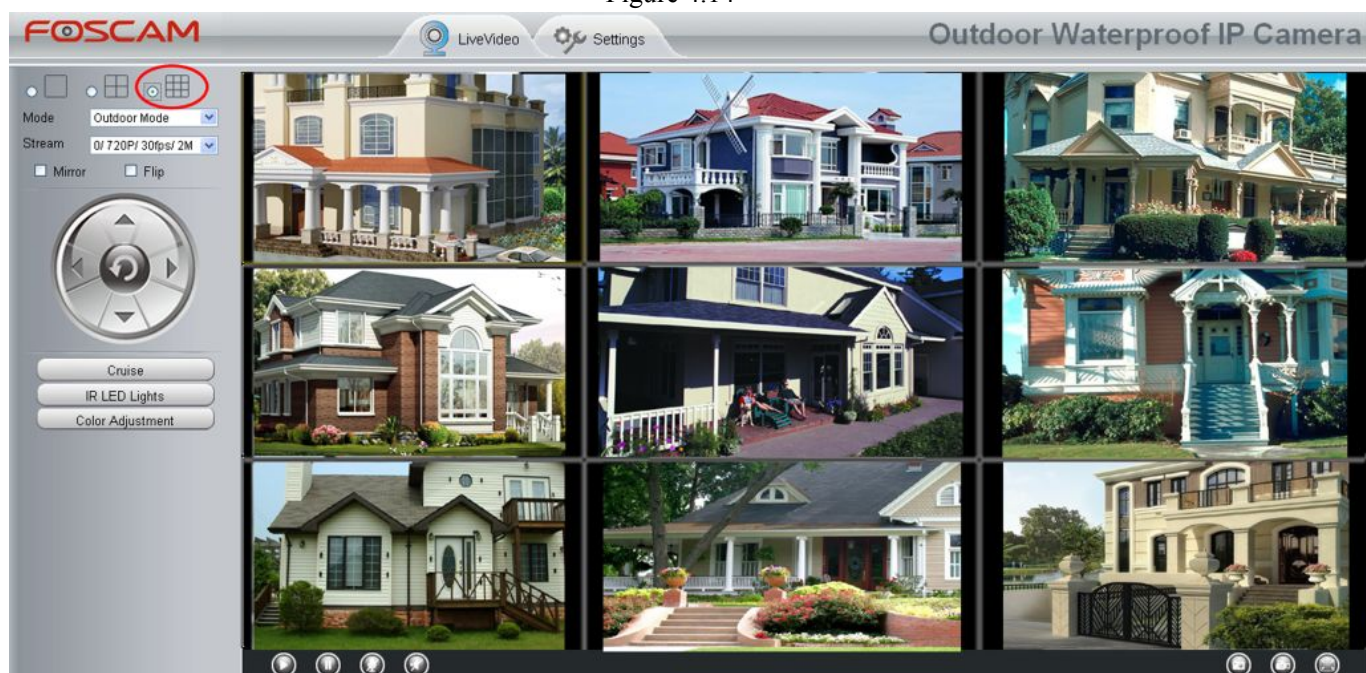 Figure 4.14
FOSCAM
LiveVideo
Settings
Outdoor Waterproof IP Camera
Mode
Outdoor Mode
Stream
0/ 720P/ 30fps/ 2M
Mirror
Flip
Cruise
IR LED Lights
Color Adjustment